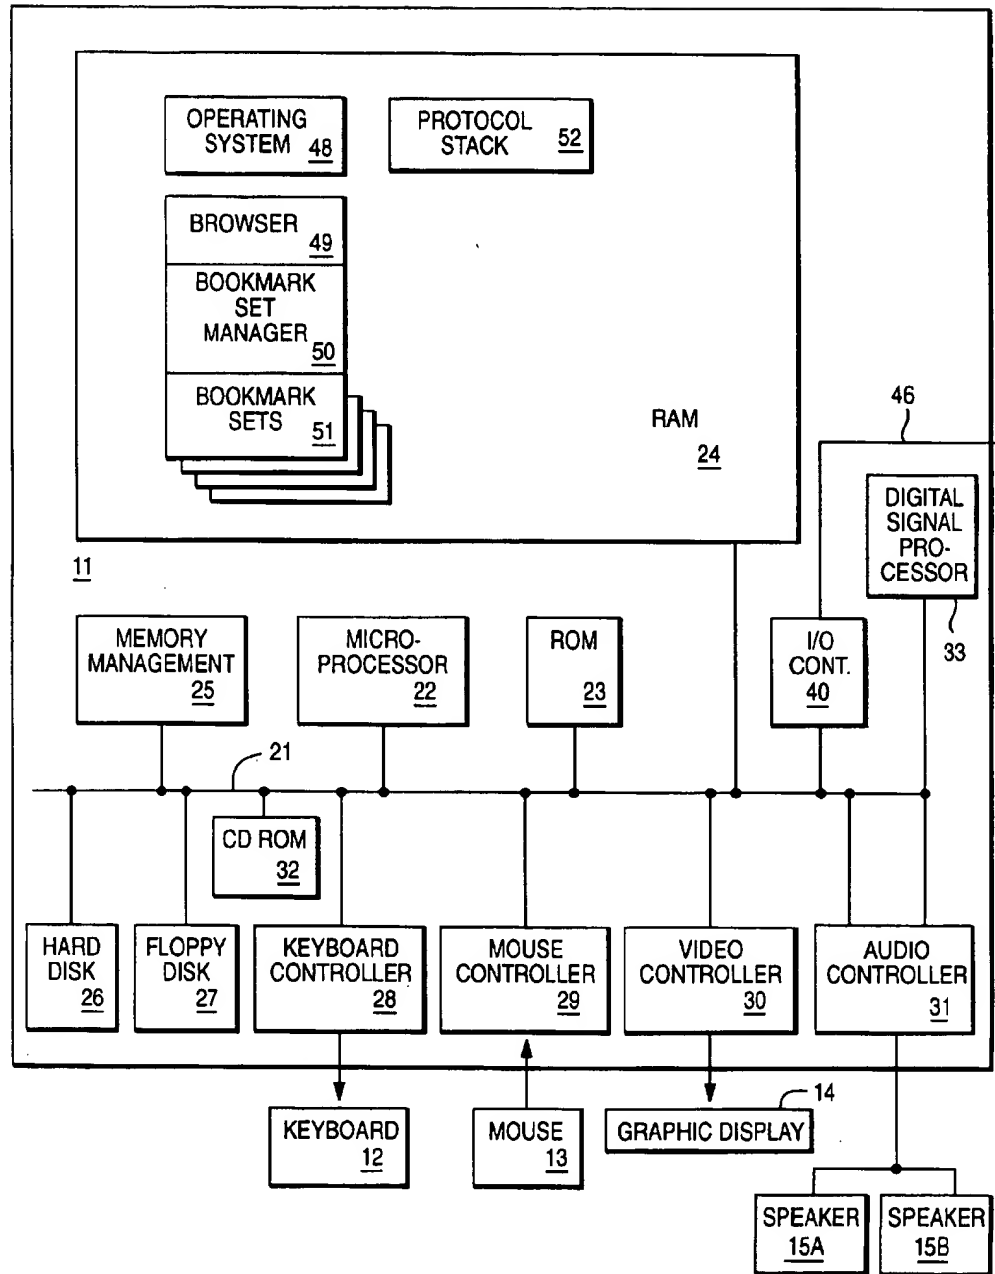 OPERATING
SYSTEM 48
PROTOCOL
STACK 52
BROWSER
49
BOOKMARK
SET
MANAGER
50
BOOKMARK
SETS
51
RAM
24
46
DIGITAL
SIGNAL
PRO-
CESSOR
33
11
MEMORY
MANAGEMENT
25
MICRO-
PROCESSOR
22
ROM
23
I/O
CONT.
40
21
CD ROM
32
HARD
DISK
26
FLOPPY
DISK
27
KEYBOARD
CONTROLLER
28
MOUSE
CONTROLLER
29
VIDEO
CONTROLLER
30
AUDIO
CONTROLLER
31
KEYBOARD
12
MOUSE
13
14
GRAPHIC DISPLAY
SPEAKER
15A
SPEAKER
15B